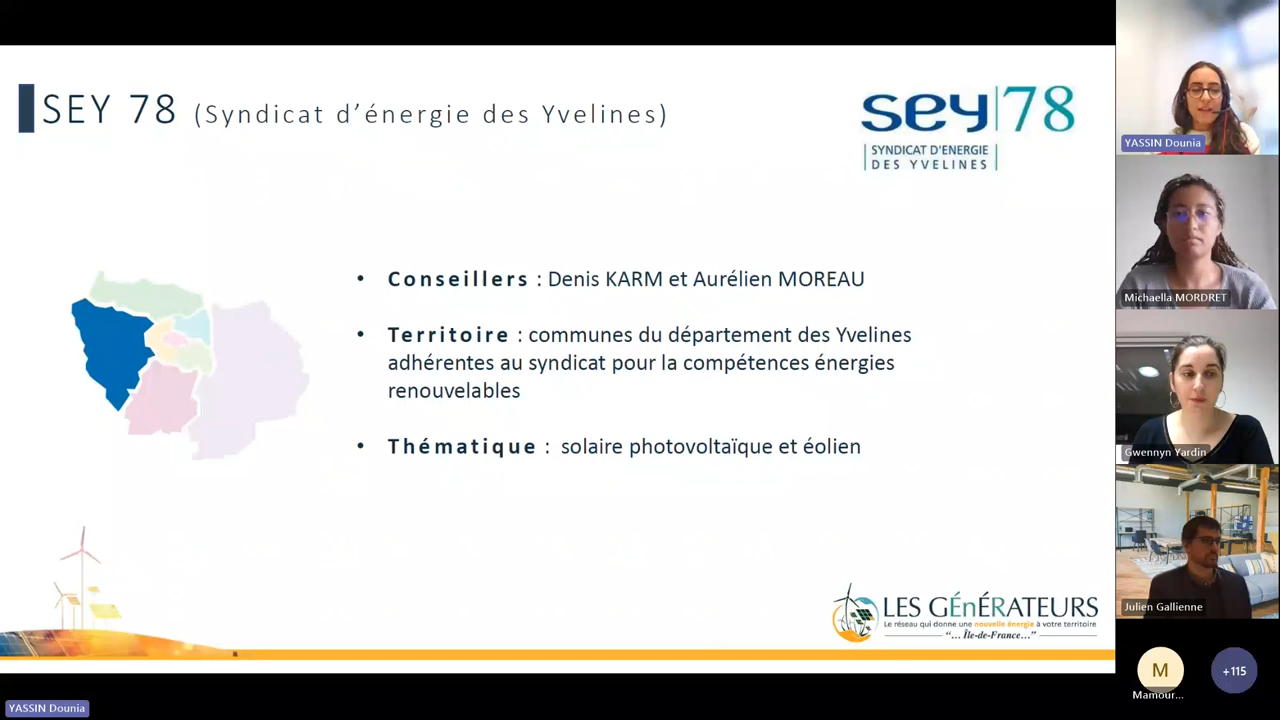 SEY 78 (Syndicat d’énergie des Yvelines)
sey 78
SYNDICAT D'ENERGIE
DES YVELINES
• Conseillers : Denis KARM et Aurélien MOREAU
• Territoire : communes du département des Yvelines
adhérentes au syndicat pour la compétences énergies
renouvelables
• Thématique : solaire photovoltaïque et éolien
LES GÉnÉRATEURS
Le réseau qui donne une nouvelle énergie à votre territoire
“... Île-de-France...”
YASSIN Dounia
Michaella MORDRET
Gwennyn Yardin
Julien Gallienne
M
Mamour...
+115
YASSIN Dounia